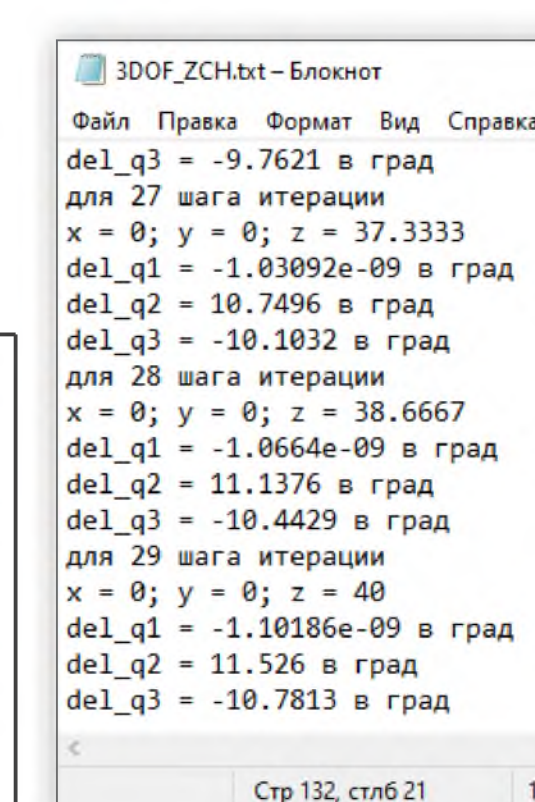 3DOF_ZCH.txt – Блокнот
Файл Правка Формат Вид Справка
del_q3 = -9.7621 в град
для 27 шага итерации
x = 0; y = 0; z = 37.3333
del_q1 = -1.03092e-09 в град
del_q2 = 10.7496 в град
del_q3 = -10.1032 в град
для 28 шага итерации
x = 0; y = 0; z = 38.6667
del_q1 = -1.0664e-09 в град
del_q2 = 11.1376 в град
del_q3 = -10.4429 в град
для 29 шага итерации
x = 0; y = 0; z = 40
del_q1 = -1.10186e-09 в град
del_q2 = 11.526 в град
del_q3 = -10.7813 в град
Стр 132, стлб 21